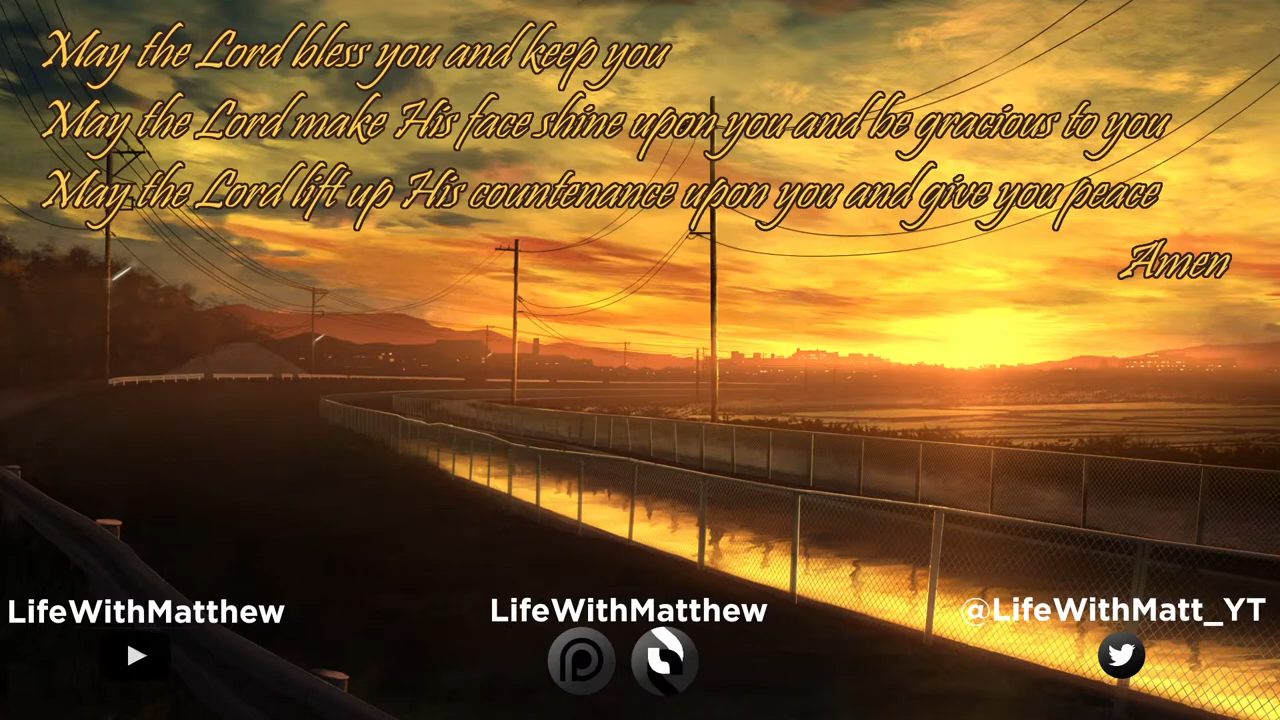 May the Lord bless you and keep you
May the Lord make His face shine upon you and be gracious to you
May the Lord lift up His countenance upon you and give you peace
Amen
LifeWithMatthew
LifeWithMatthew
@LifeWithMatt_YT